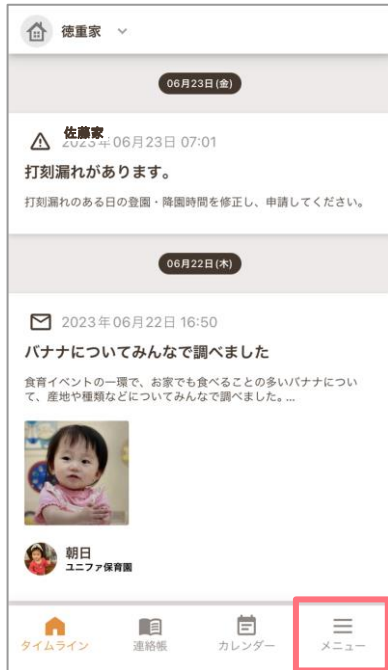 徳重家
06月23日(金)
佐藤家
2023年06月23日 07:01
打刻漏れがあります。
打刻漏れのある日の登園・降園時間を修正し、申請してください。
06月22日(木)
2023年06月22日 16:50
バナナについてみんなで調べました
食育イベントの一環で、お家でも食べることの多いバナナについ
て、産地や種類などについてみんなで調べました。...
朝日
ユニファ保育園
タイムライン
連絡帳
カレンダー
メニュー